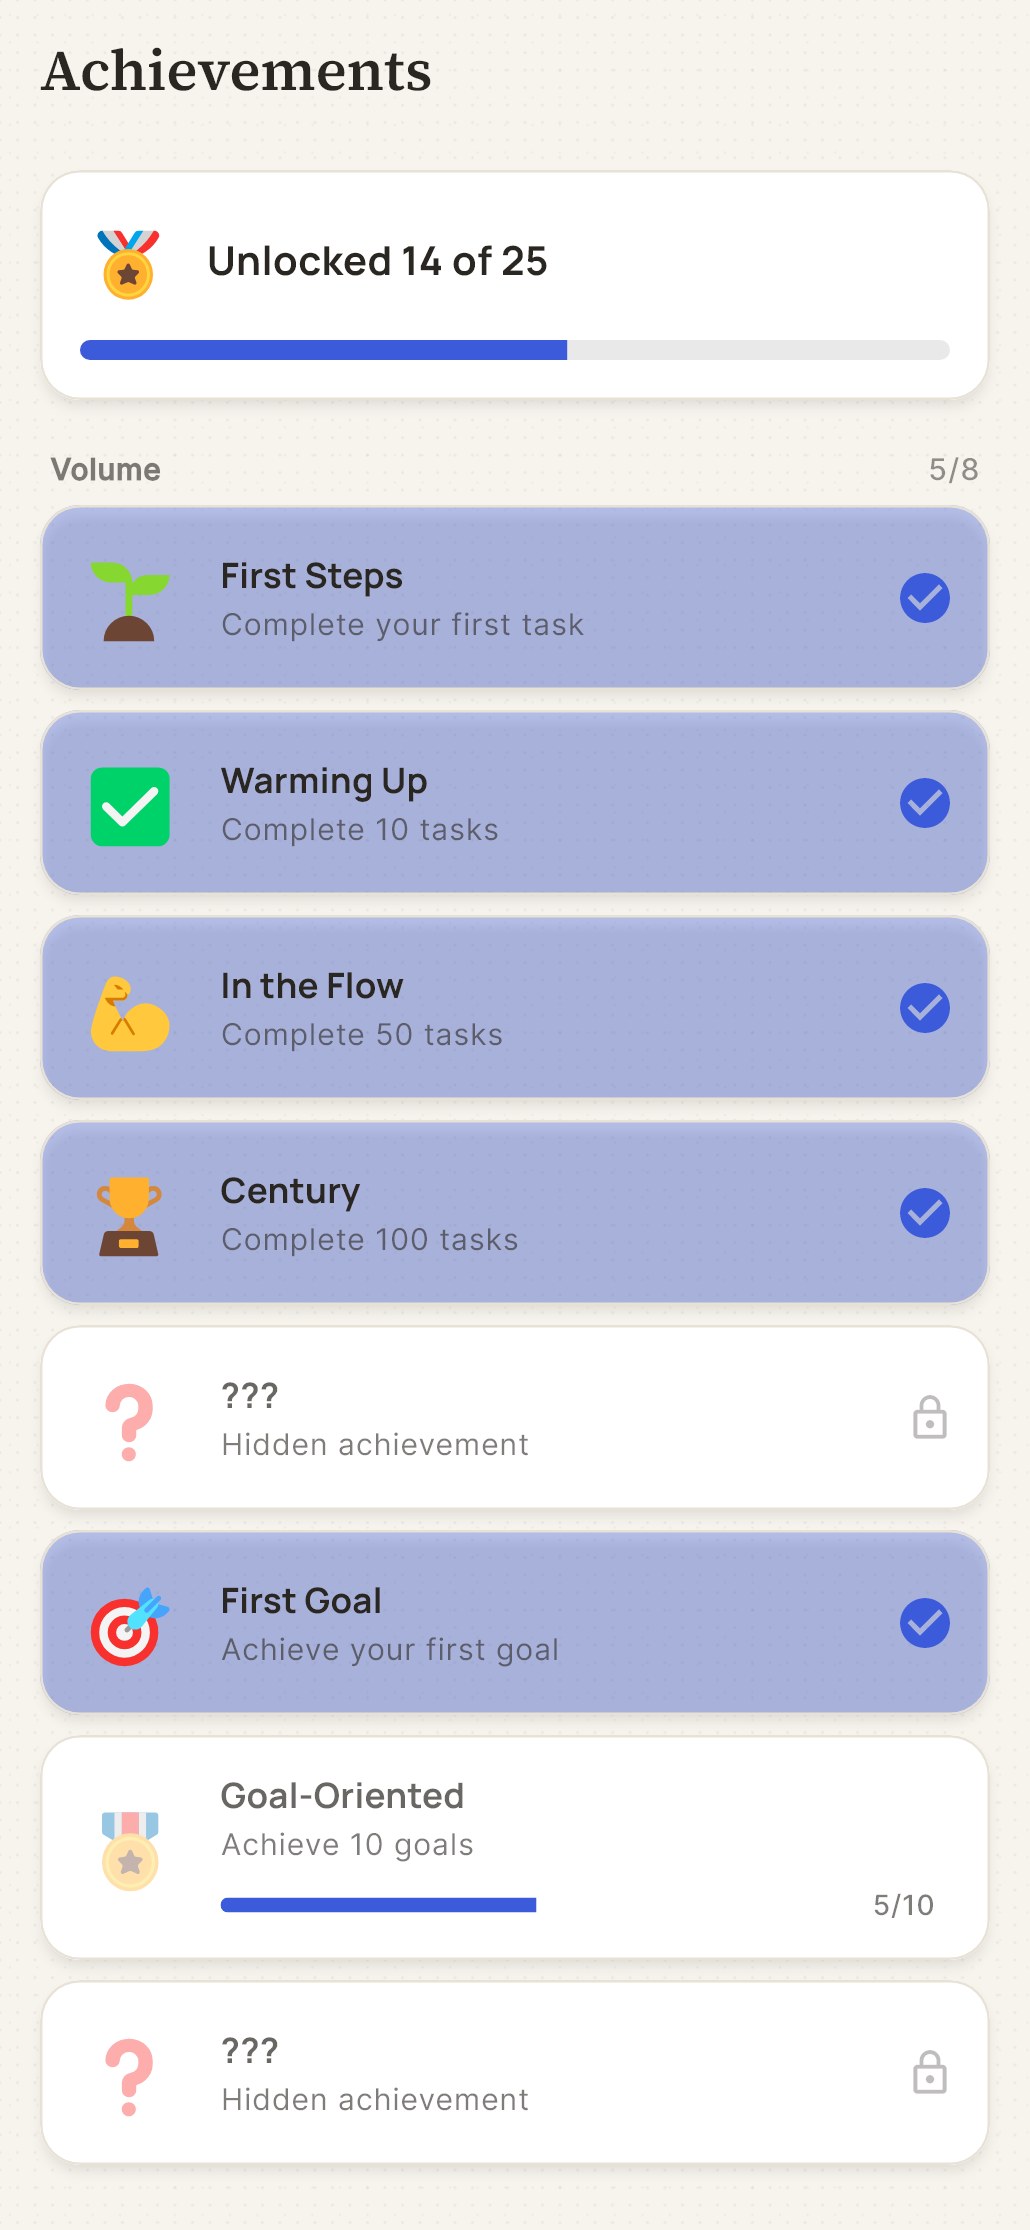 Achievements
Unlocked 14 of 25
Volume 5/8
First Steps
Complete your first task
Warming Up
Complete 10 tasks
In the Flow
Complete 50 tasks
Century
Complete 100 tasks
???
Hidden achievement
First Goal
Achieve your first goal
Goal-Oriented
Achieve 10 goals
5/10
???
Hidden achievement